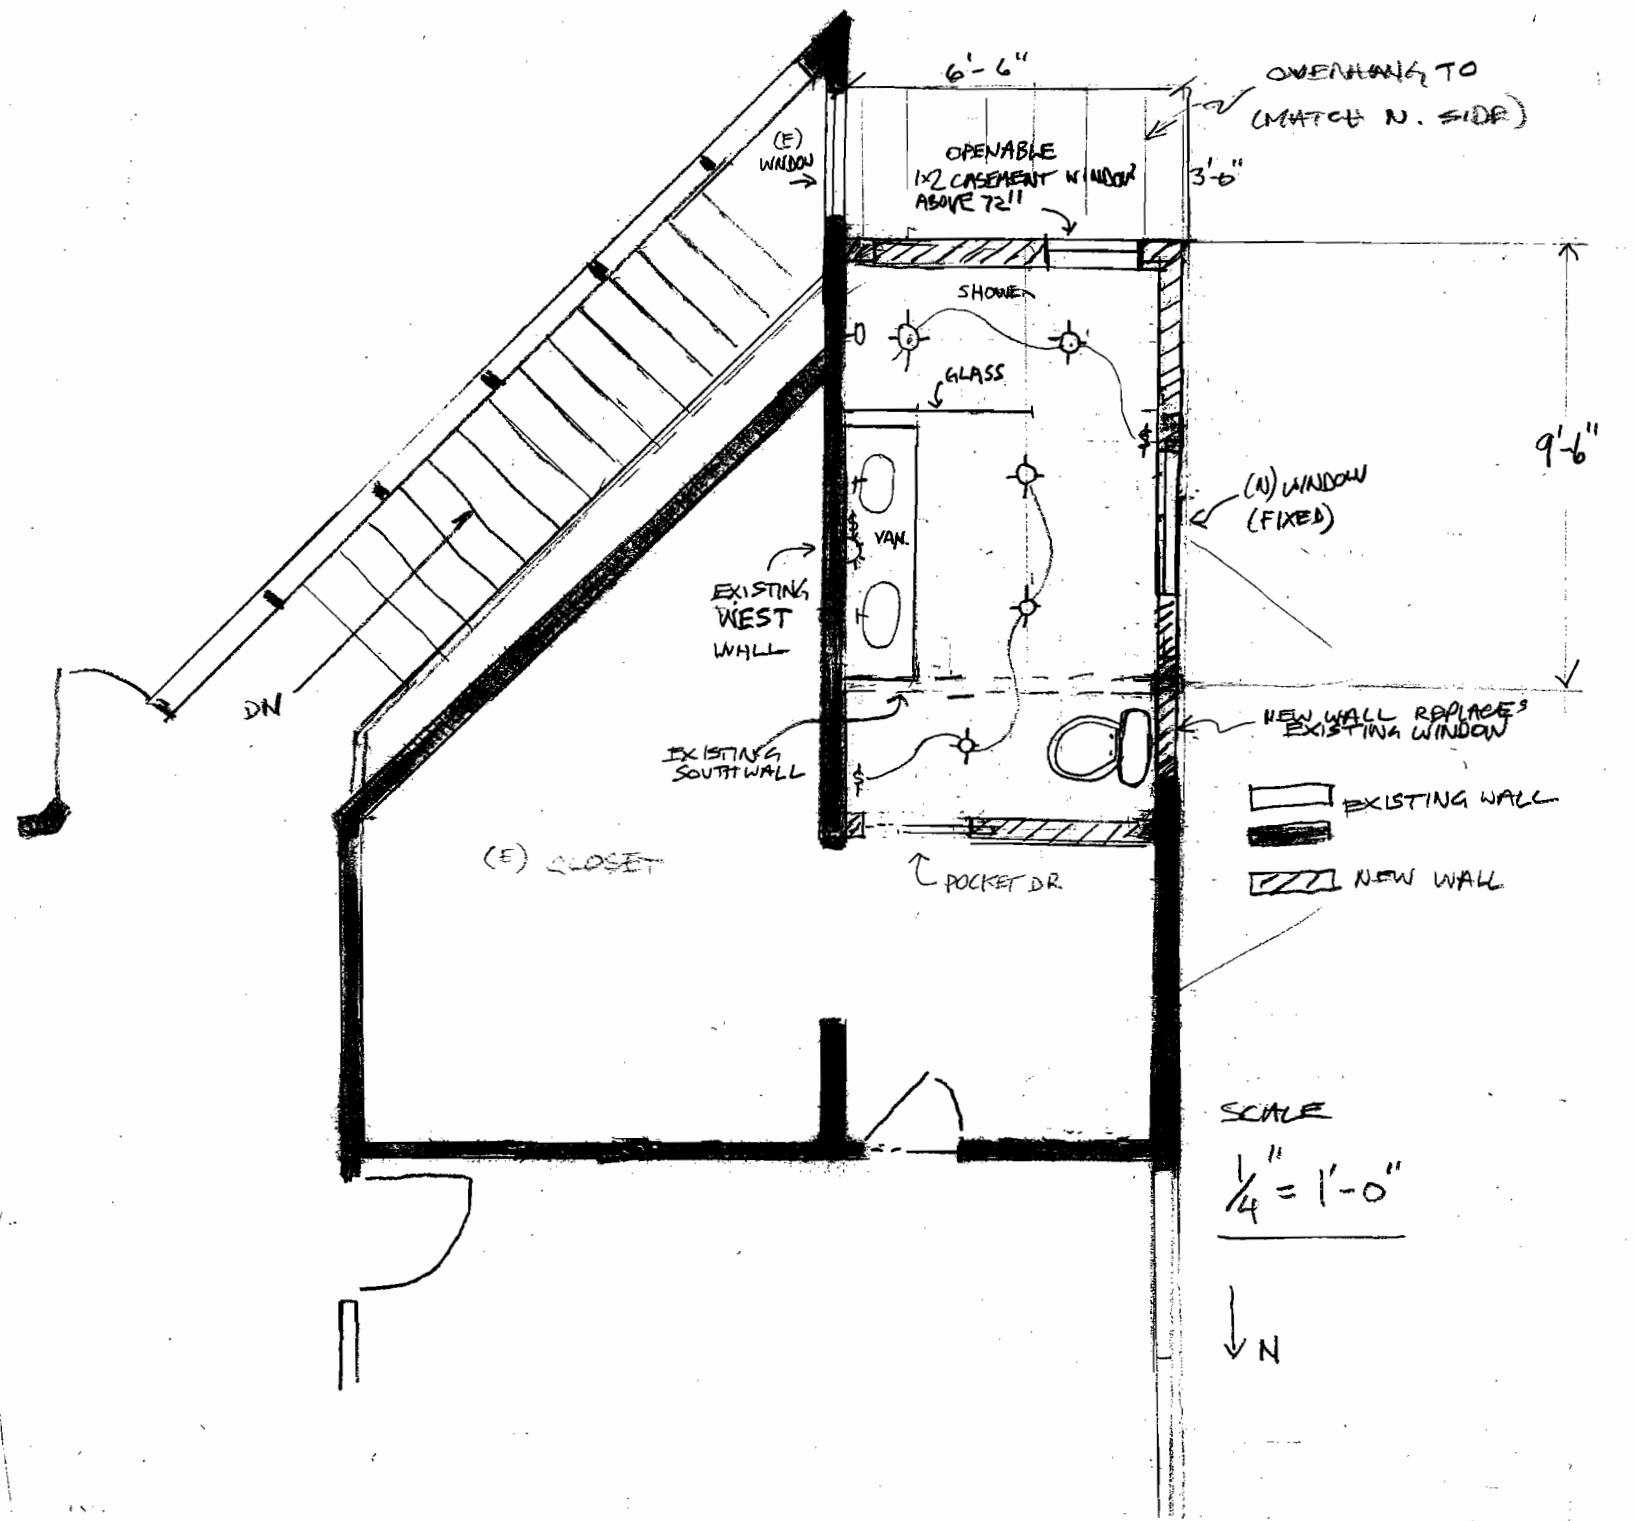 6'-6"
OVERHANG TO
(MATCH N. SIDE)
(E)
WNDOW
OPENABLE
1x2 CASEMENT WINDOW
ABOVE 72"
3'-6"
SHOWER
GLASS
9'-6"
(N) WINDOW
(FIXED)
VAN.
EXISTING
WEST
WALL
DN
NEW WALL REPLACES
EXISTING WINDOW
EXISTING
SOUTH WALL
EXISTING WALL
(E) CLOSET
POCKET DR.
NEW WALL
SCALE
1/4" = 1'-0"
N